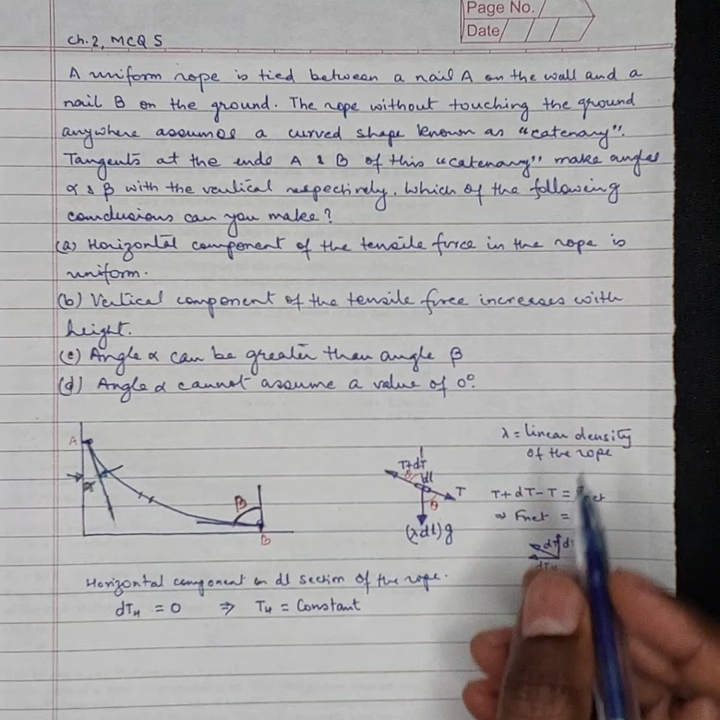 Page No.
Date
Ch. 2, MCQ 5
A uniform rope is tied between a nail A on the wall and a
nail B on the ground. The rope without touching the ground
anywhere assumes a curved shape known as "catenary".
Tangents at the ends A & B of this "catenary" make angles
α & β with the vertical respectively. Which of the following
conclusions can you make?
(a) Horizontal component of the tensile force in the rope is
uniform.
(b) Vertical component of the tensile force increases with
height.
(c) Angle α can be greater than angle β
(d) Angle α cannot assume a value of 0°.
λ = linear density
of the rope
A
α
β
B
T+dT
dl
T
θ
(λdl)g
T+dT-T =
⇒ Fnet =
dT
dTH
Horizontal component on dl section of the rope.
dTH = 0 ⇒ TH = Constant